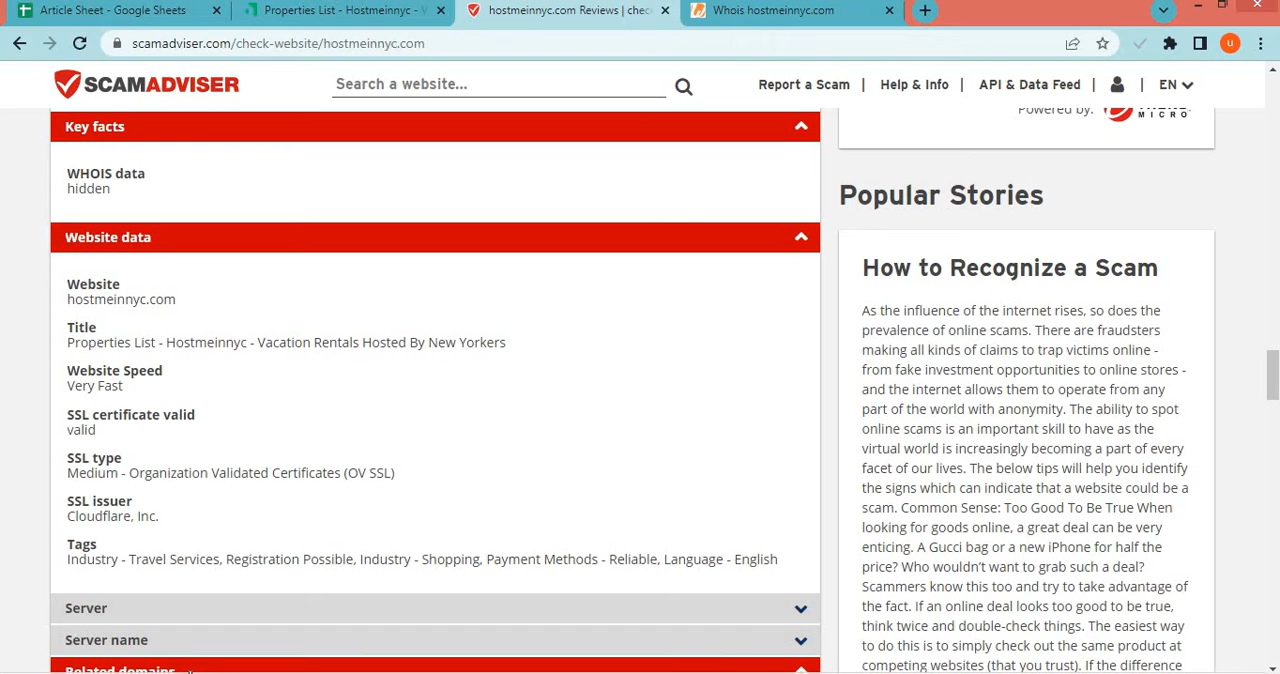 Article Sheet - Google Sheets
Properties List - Hostmeinnyc - V
hostmeinnyc.com Reviews | chec
Whois hostmeinnyc.com
scamadviser.com/check-website/hostmeinnyc.com
U
SCAMADVISER
Search a website...
Report a Scam | Help & Info | API & Data Feed | | EN
Powered by:
MICRO
Key facts
WHOIS data
hidden
Website data
Website
hostmeinnyc.com
Title
Properties List - Hostmeinnyc - Vacation Rentals Hosted By New Yorkers
Website Speed
Very Fast
SSL certificate valid
valid
SSL type
Medium - Organization Validated Certificates (OV SSL)
SSL issuer
Cloudflare, Inc.
Tags
Industry - Travel Services, Registration Possible, Industry - Shopping, Payment Methods - Reliable, Language - English
Server
Server name
Related domains
Popular Stories
How to Recognize a Scam
As the influence of the internet rises, so does the
prevalence of online scams. There are fraudsters
making all kinds of claims to trap victims online -
from fake investment opportunities to online stores -
and the internet allows them to operate from any
part of the world with anonymity. The ability to spot
online scams is an important skill to have as the
virtual world is increasingly becoming a part of every
facet of our lives. The below tips will help you identify
the signs which can indicate that a website could be a
scam. Common Sense: Too Good To Be True When
looking for goods online, a great deal can be very
enticing. A Gucci bag or a new iPhone for half the
price? Who wouldn't want to grab such a deal?
Scammers know this too and try to take advantage of
the fact. If an online deal looks too good to be true,
think twice and double-check things. The easiest way
to do this is to simply check out the same product at
competing websites (that you trust). If the difference